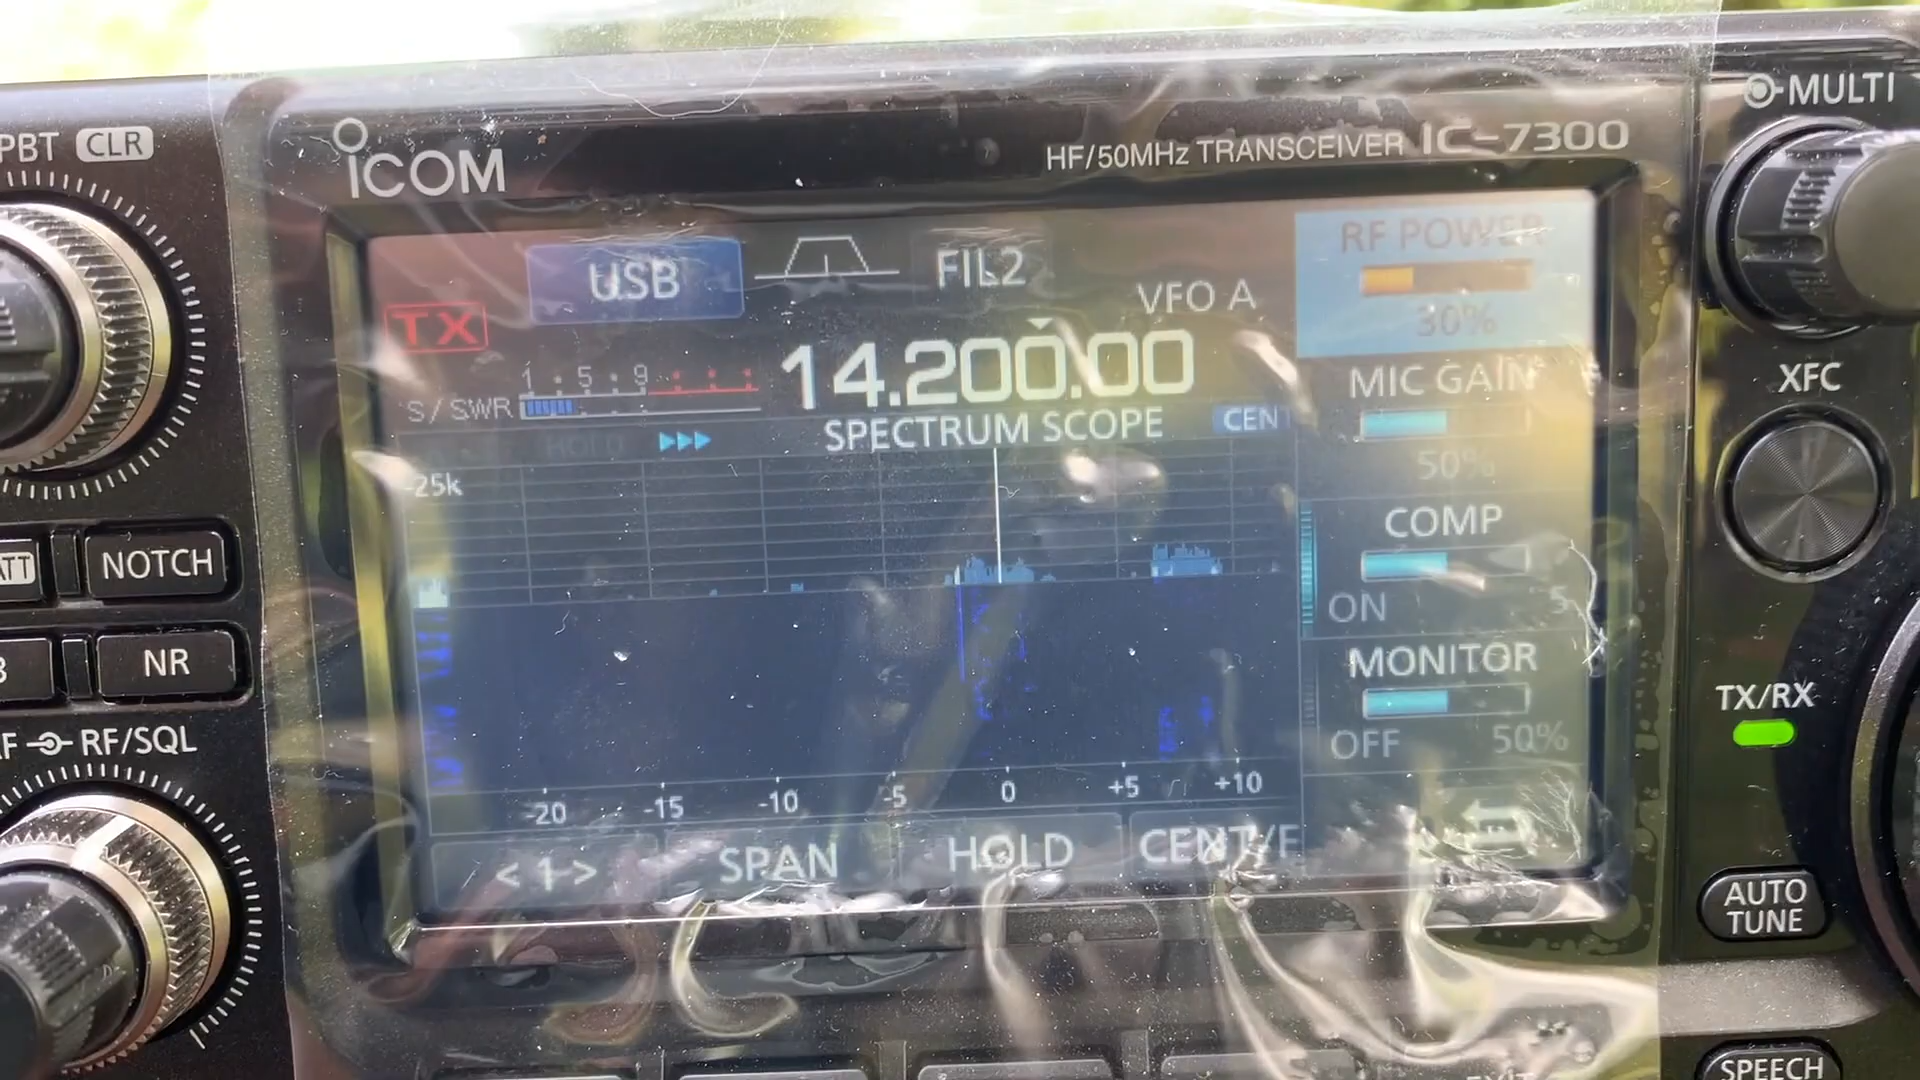 PBT CLR
ICOM
HF/50MHz TRANSCEIVER IC-7300
MULTI
USB
FIL2
VFO A
RF POWER
30%
TX
1 5 9
S/SWR
14.200.00
MIC GAIN
50%
XFC
HOLD
SPECTRUM SCOPE
CEN
-25k
COMP
ON 5
NOTCH
NR
MONITOR
OFF 50%
TX/RX
RF/SQL
-20 -15 -10 -5 0 +5 +10
< 1 >
SPAN
HOLD
CENT/F
AUTO
TUNE
SPEECH